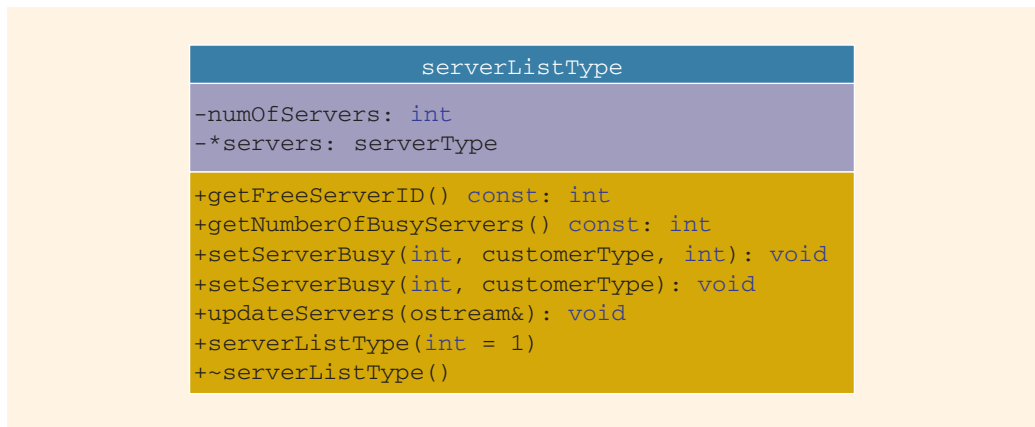 serverListType
-numOfServers: int
-*servers: serverType
+getFreeServerID() const: int
+getNumberOfBusyServers() const: int
+setServerBusy(int, customerType, int): void
+setServerBusy(int, customerType): void
+updateServers(ostream&): void
+serverListType(int = 1)
+~serverListType()